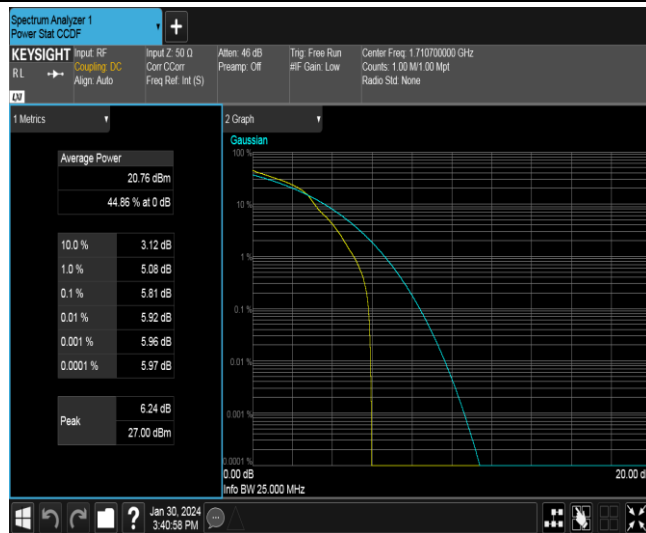 Spectrum Analyzer 1
Power Stat CCDF
+
KEYSIGHT
RL
LXI
Input: RF
Coupling: DC
Align: Auto
Input Z: 50 Ω
Corr CCorr
Freq Ref: Int (S)
Atten: 46 dB
Preamp: Off
Trig: Free Run
#IF Gain: Low
Center Freq: 1.710700000 GHz
Counts: 1.00 M/1.00 Mpt
Radio Std: None
1 Metrics
Average Power
20.76 dBm
44.86 % at 0 dB
10.0 % 3.12 dB
1.0 % 5.08 dB
0.1 % 5.81 dB
0.01 % 5.92 dB
0.001 % 5.96 dB
0.0001 % 5.97 dB
Peak
6.24 dB
27.00 dBm
2 Graph
Gaussian
100 %
10 %
1 %
0.1 %
0.01 %
0.001 %
0.0001 %
0.00 dB
20.00 d
Info BW 25.000 MHz
?
Jan 30, 2024
3:40:58 PM